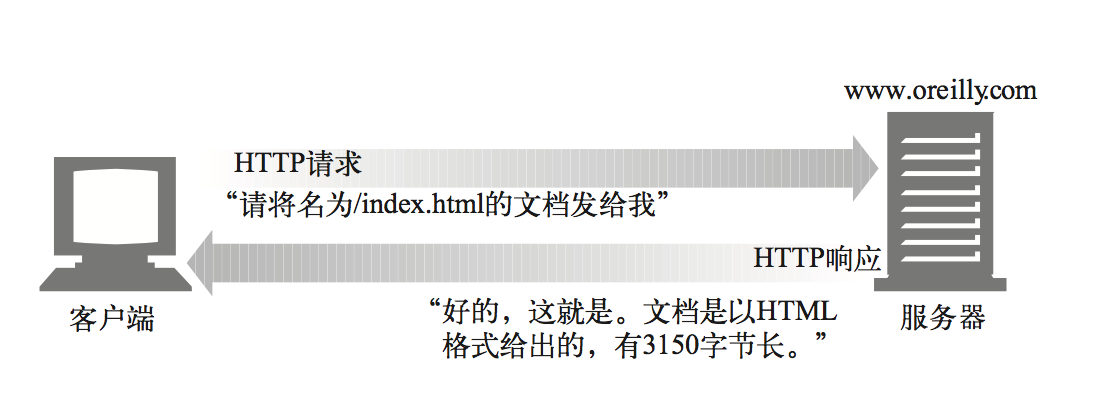 www.oreilly.com
HTTP请求
“请将名为/index.html的文档发给我”
HTTP响应
“好的，这就是。文档是以HTML
格式给出的，有3150字节长。”
客户端
服务器